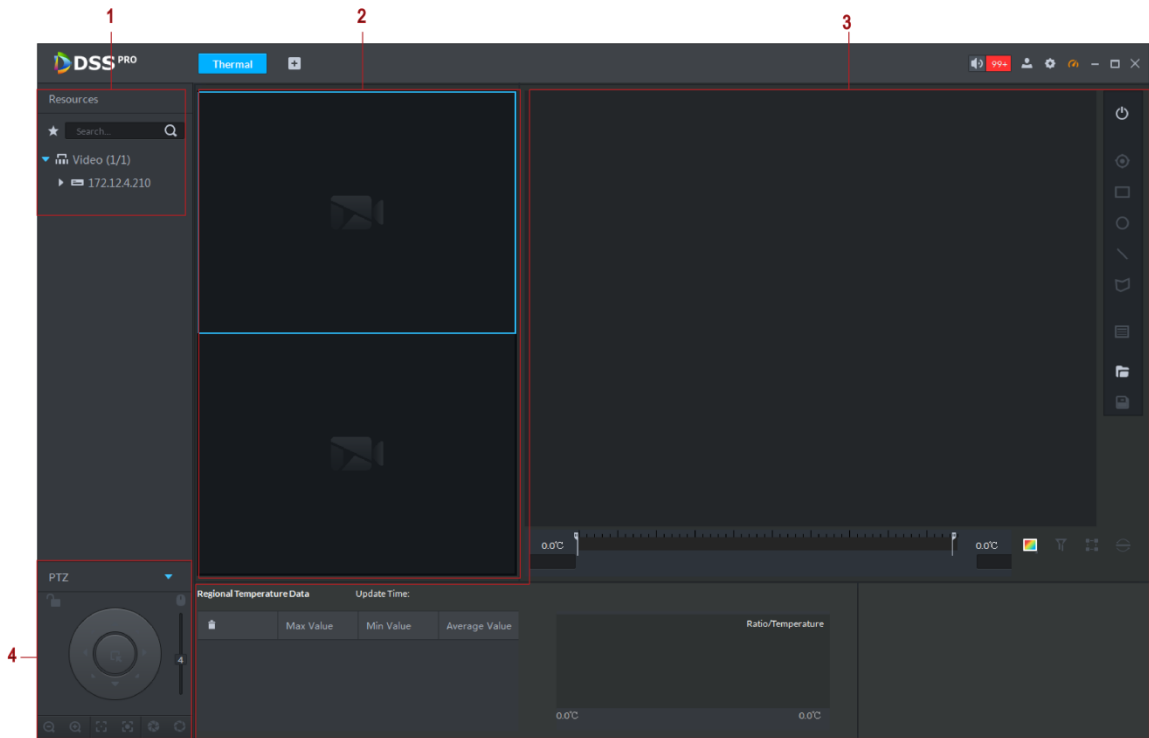 1 2 3
DSS PRO Thermal 99+
Resources
Search...
Video (1/1)
172.12.4.210
0.0℃ 0.0℃
PTZ
4
Regional Temperature Data Update Time:
Max Value Min Value Average Value
Ratio/Temperature
0.0℃ 0.0℃
4